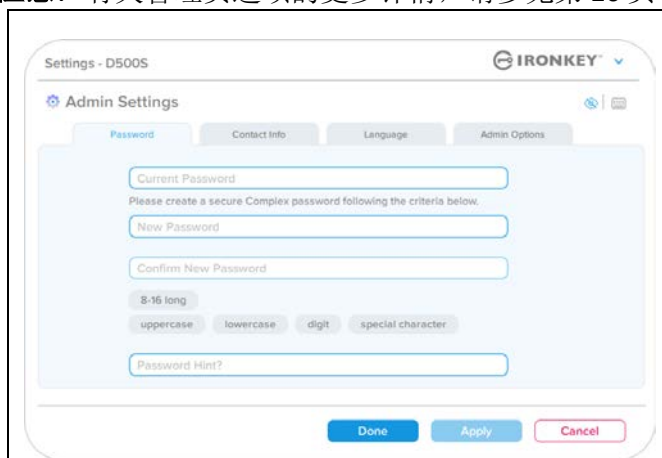 Settings - D500S
IRONKEY
Admin Settings
Password Contact Info Language Admin Options
Current Password
Please create a secure Complex password following the criteria below.
New Password
Confirm New Password
8-16 long
uppercase lowercase digit special character
Password Hint?
Done Apply Cancel